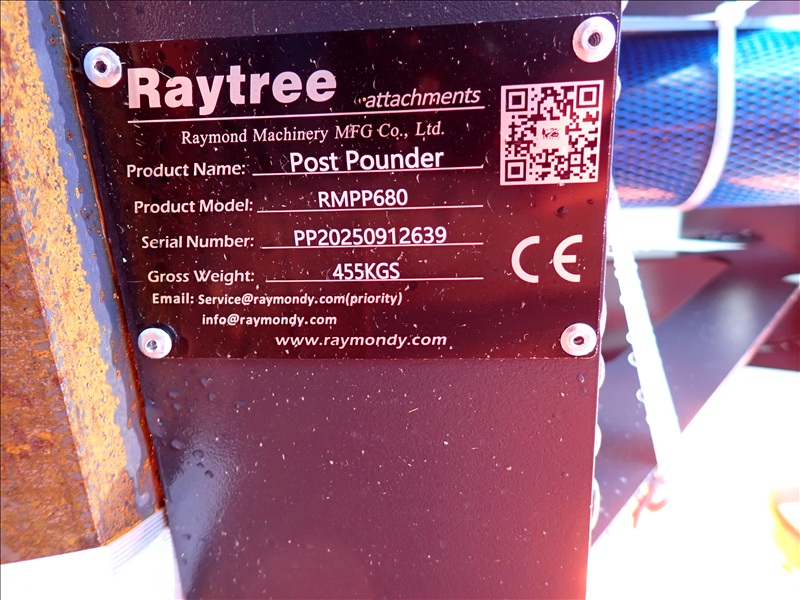 Raytree attachments
Raymond Machinery MFG Co., Ltd.
Product Name: Post Pounder
Product Model: RMPP680
Serial Number: PP20250912639
Gross Weight: 455KGS
Email: Service@raymondy.com(priority)
info@raymondy.com
www.raymondy.com
CE